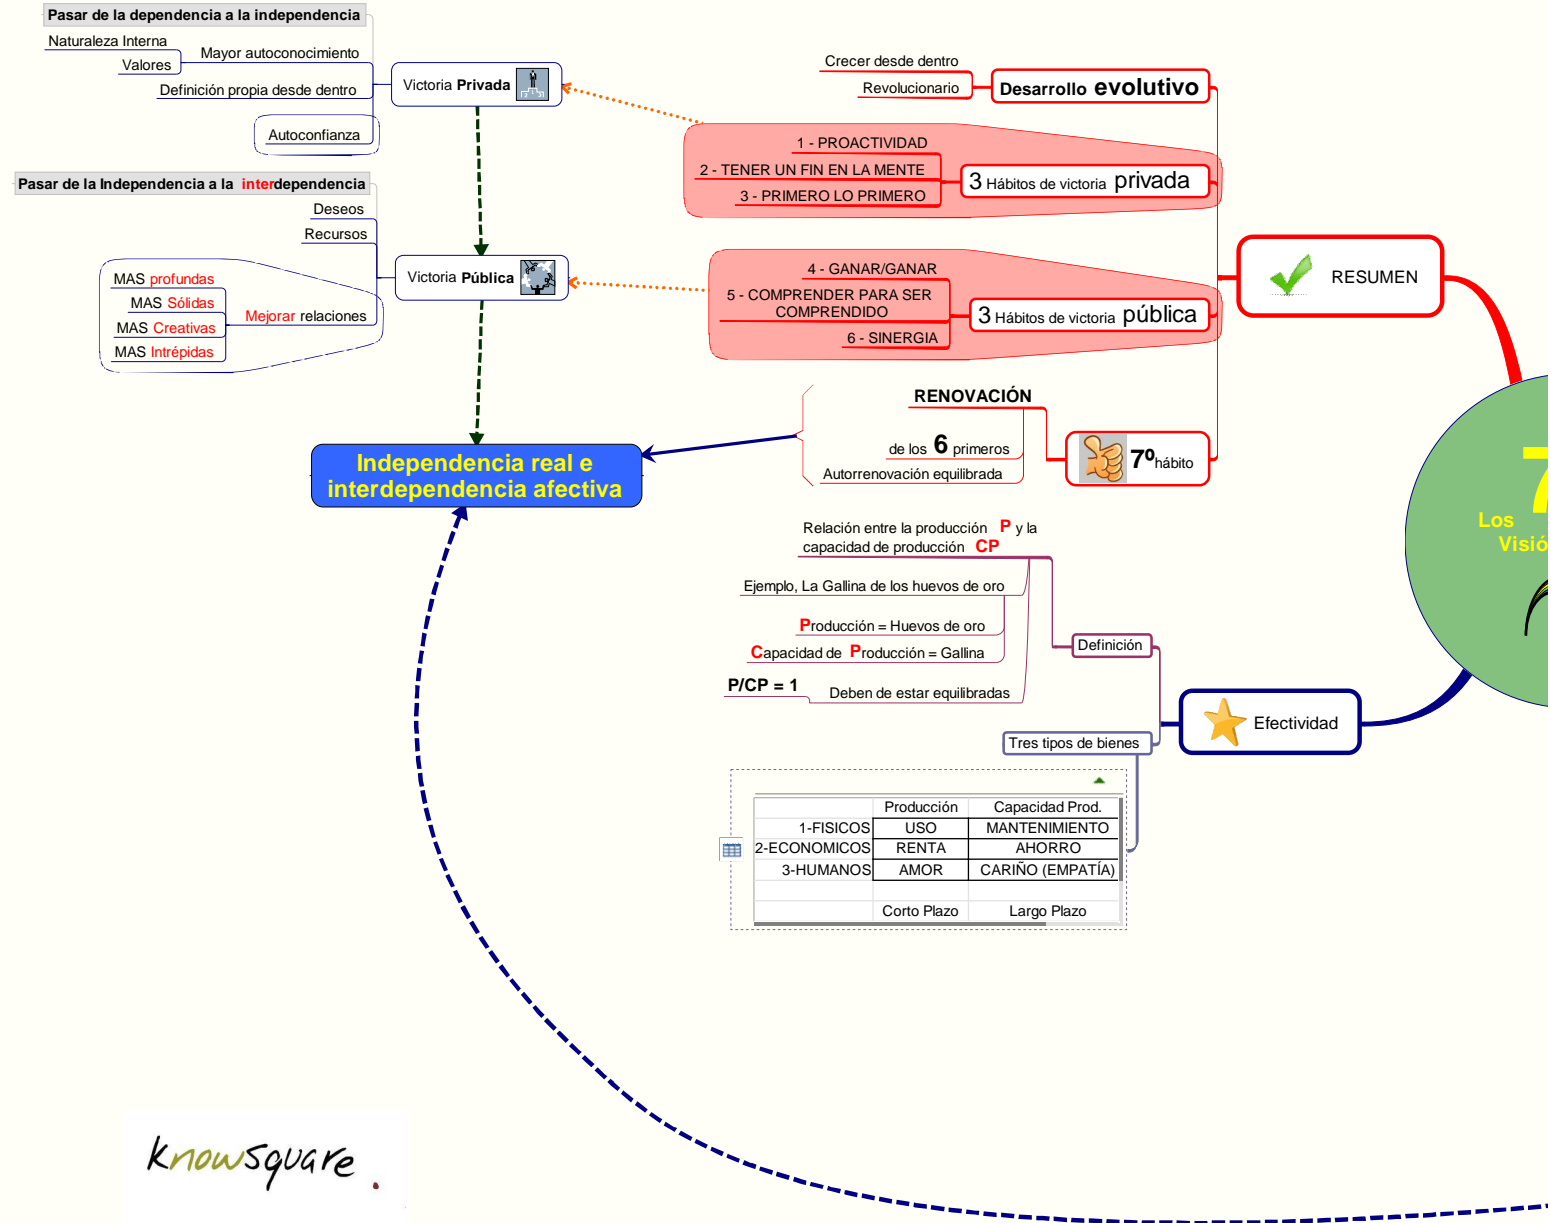 Pasar de la dependencia a la independencia
Naturaleza Interna
Valores
Mayor autoconocimiento
Definición propia desde dentro
Autoconfianza
Victoria Privada
Pasar de la Independencia a la interdependencia
Deseos
Recursos
MAS profundas
MAS Sólidas
MAS Creativas
MAS Intrépidas
Mejorar relaciones
Victoria Pública
Independencia real e
interdependencia afectiva
Crecer desde dentro
Revolucionario
Desarrollo evolutivo
1 - PROACTIVIDAD
2 - TENER UN FIN EN LA MENTE
3 - PRIMERO LO PRIMERO
3 Hábitos de victoria privada
4 - GANAR/GANAR
5 - COMPRENDER PARA SER
COMPRENDIDO
6 - SINERGIA
3 Hábitos de victoria pública
RENOVACIÓN
de los 6 primeros
Autorrenovación equilibrada
7º hábito
RESUMEN
Relación entre la producción P y la
capacidad de producción CP
Ejemplo, La Gallina de los huevos de oro
Producción = Huevos de oro
Capacidad de Producción = Gallina
P/CP = 1
Deben de estar equilibradas
Definición
Tres tipos de bienes
Efectividad
Producción Capacidad Prod.
1-FISICOS USO MANTENIMIENTO
2-ECONOMICOS RENTA AHORRO
3-HUMANOS AMOR CARIÑO (EMPATÍA)
Corto Plazo Largo Plazo
Los 7
Visió
knowsquare.